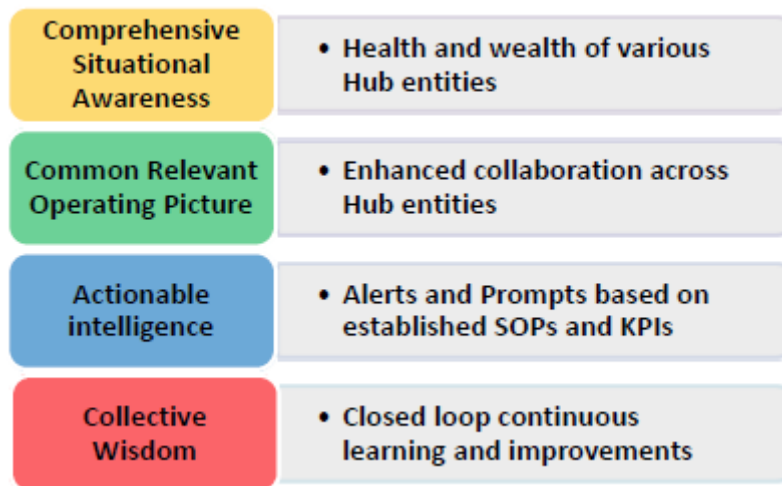 Comprehensive
Situational
Awareness
• Health and wealth of various
Hub entities
Common Relevant
Operating Picture
• Enhanced collaboration across
Hub entities
Actionable
intelligence
• Alerts and Prompts based on
established SOPs and KPIs
Collective
Wisdom
• Closed loop continuous
learning and improvements